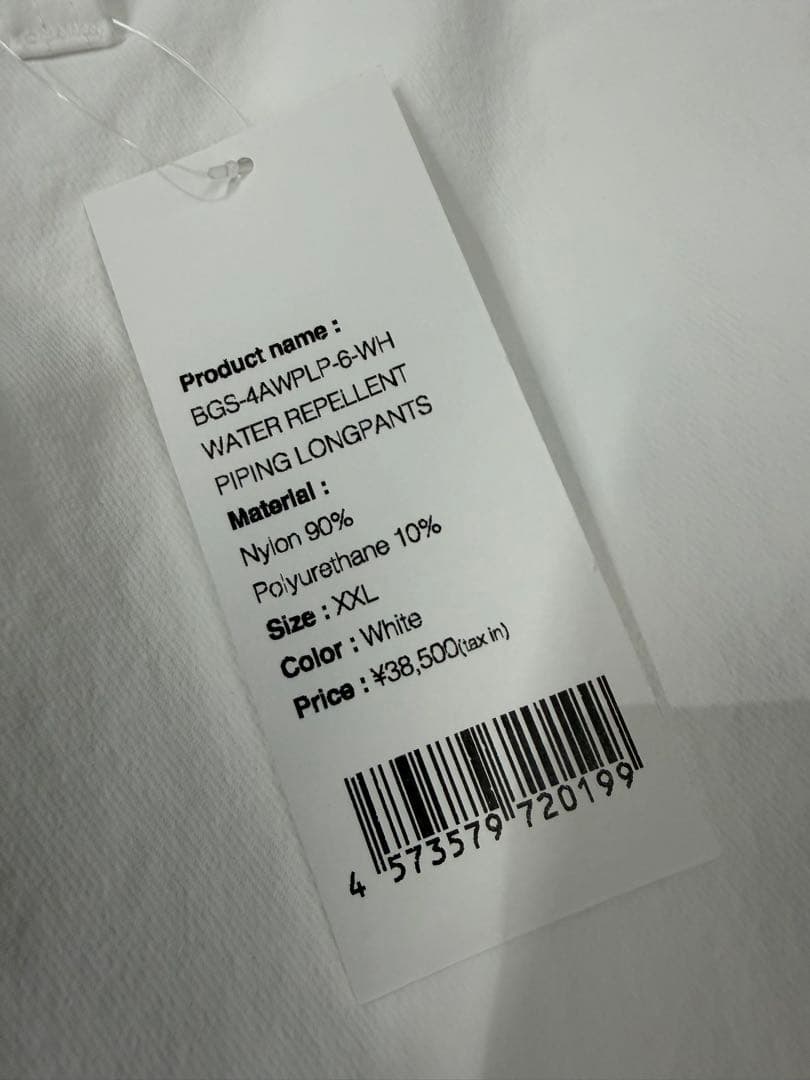 Product name :
BGS-4AWPLP-6-WH
WATER REPELLENT
PIPING LONGPANTS
Material :
Nylon 90%
Polyurethane 10%
Size : XXL
Color : White
Price : ¥38,500(tax in)
4 573579 720199